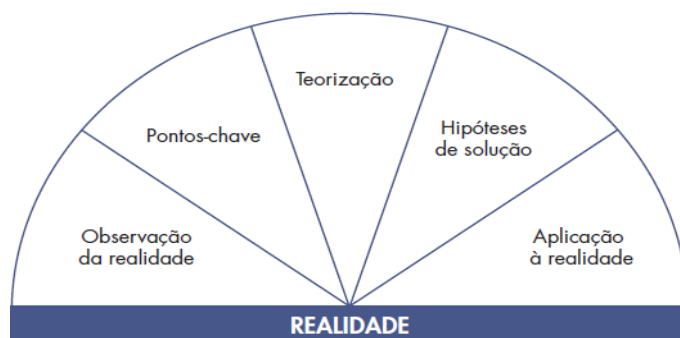 Observação
da realidade
Pontos-chave
Teorização
Hipóteses
de solução
Aplicação
à realidade
REALIDADE